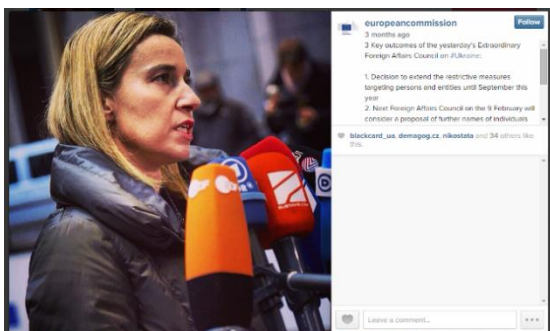 europeancommission
Follow
3 months ago
3 Key outcomes of the yesterday's Extraordinary
Foreign Affairs Council on #Ukraine:
1. Decision to extend the restrictive measures
targeting persons and entities until September this
year
2. Next Foreign Affairs Council on the 9 February will
consider a proposal of further names of individuals
blackcard_ua, demagog.cz, nikostata and 34 others like
this.
Leave a comment...